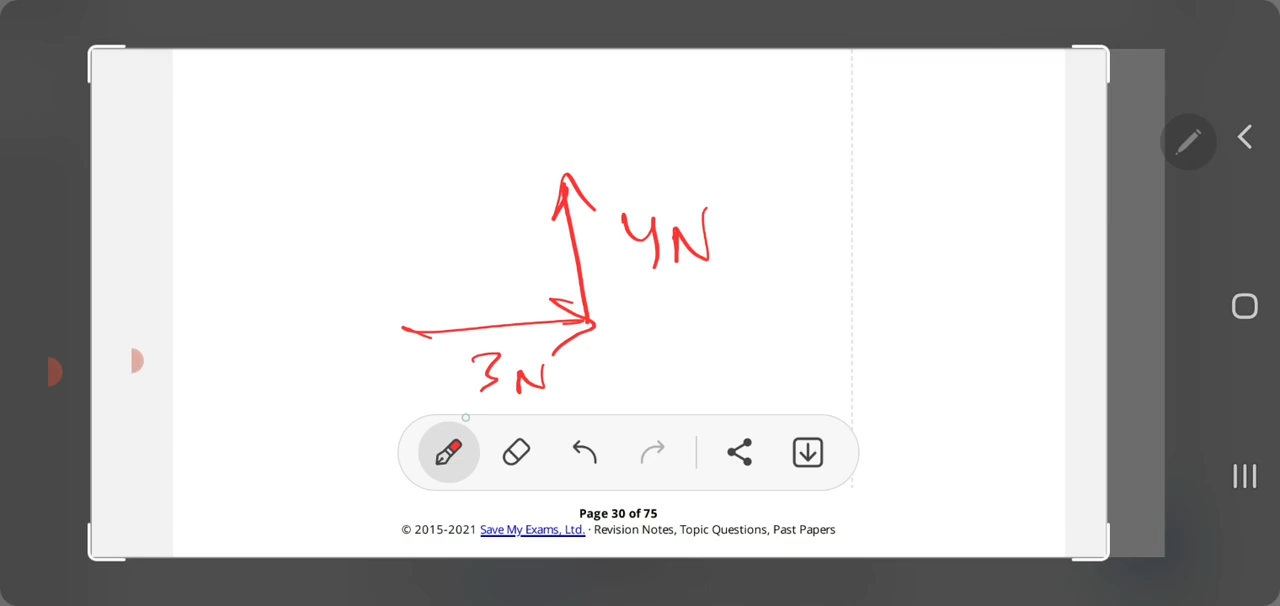 4N
3N
Page 30 of 75
© 2015-2021 Save My Exams, Ltd. · Revision Notes, Topic Questions, Past Papers